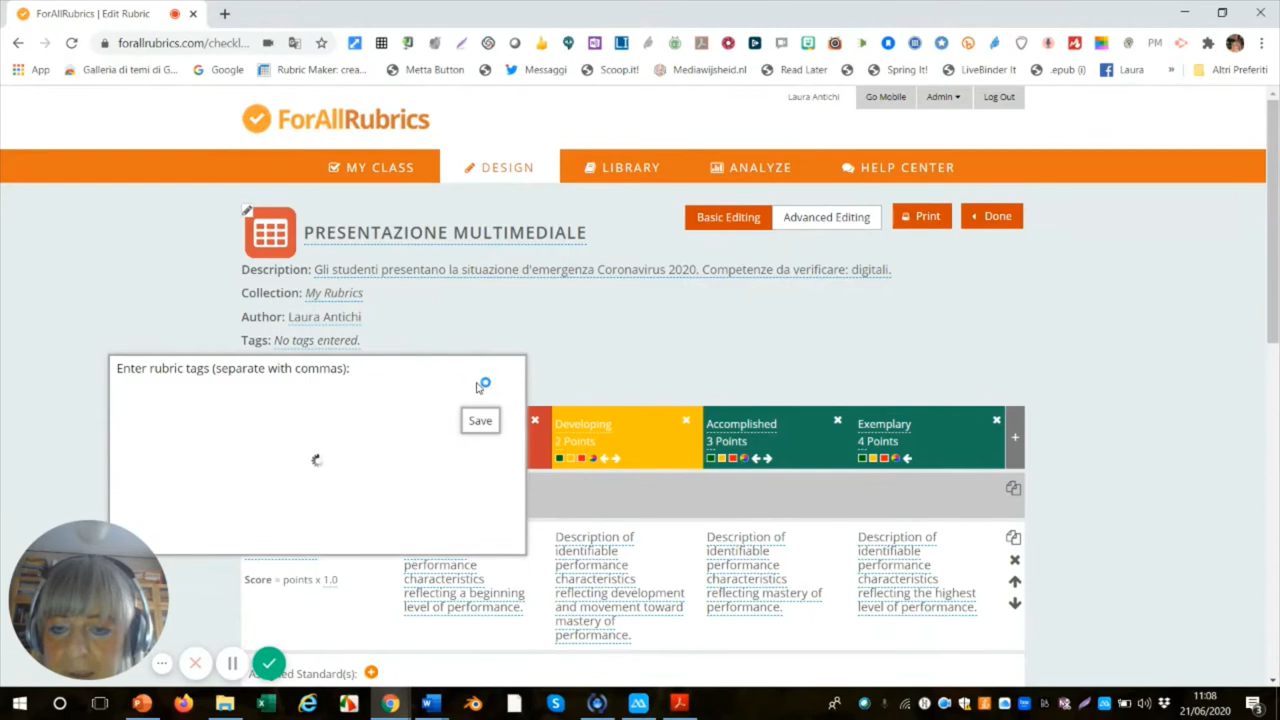 ForAllRubrics | Edit Rubric
forallrubrics.com/checkl...
PM
App
Galleria di temi di G...
Google
Rubric Maker: crea...
Metta Button
Messaggi
Scoop.it!
Mediawijsheid.nl
Read Later
Spring It!
LiveBinder It
.epub (i)
Laura
»
Altri Preferiti
Laura Antichi
Go Mobile
Admin
Log Out
ForAllRubrics
MY CLASS
DESIGN
LIBRARY
ANALYZE
HELP CENTER
PRESENTAZIONE MULTIMEDIALE
Basic Editing
Advanced Editing
Print
Done
Description: Gli studenti presentano la situazione d'emergenza Coronavirus 2020. Competenze da verificare: digitali.
Collection: My Rubrics
Author: Laura Antichi
Tags: No tags entered.
Enter rubric tags (separate with commas):
Save
Developing
2 Points
Accomplished
3 Points
Exemplary
4 Points
+
Score = points x 1.0
performance
characteristics
reflecting a beginning
level of performance.
Description of
identifiable
performance
characteristics
reflecting development
and movement toward
mastery of
performance.
Description of
identifiable
performance
characteristics
reflecting mastery of
performance.
Description of
identifiable
performance
characteristics
reflecting the highest
level of performance.
Standard(s):
11:08
21/06/2020
3